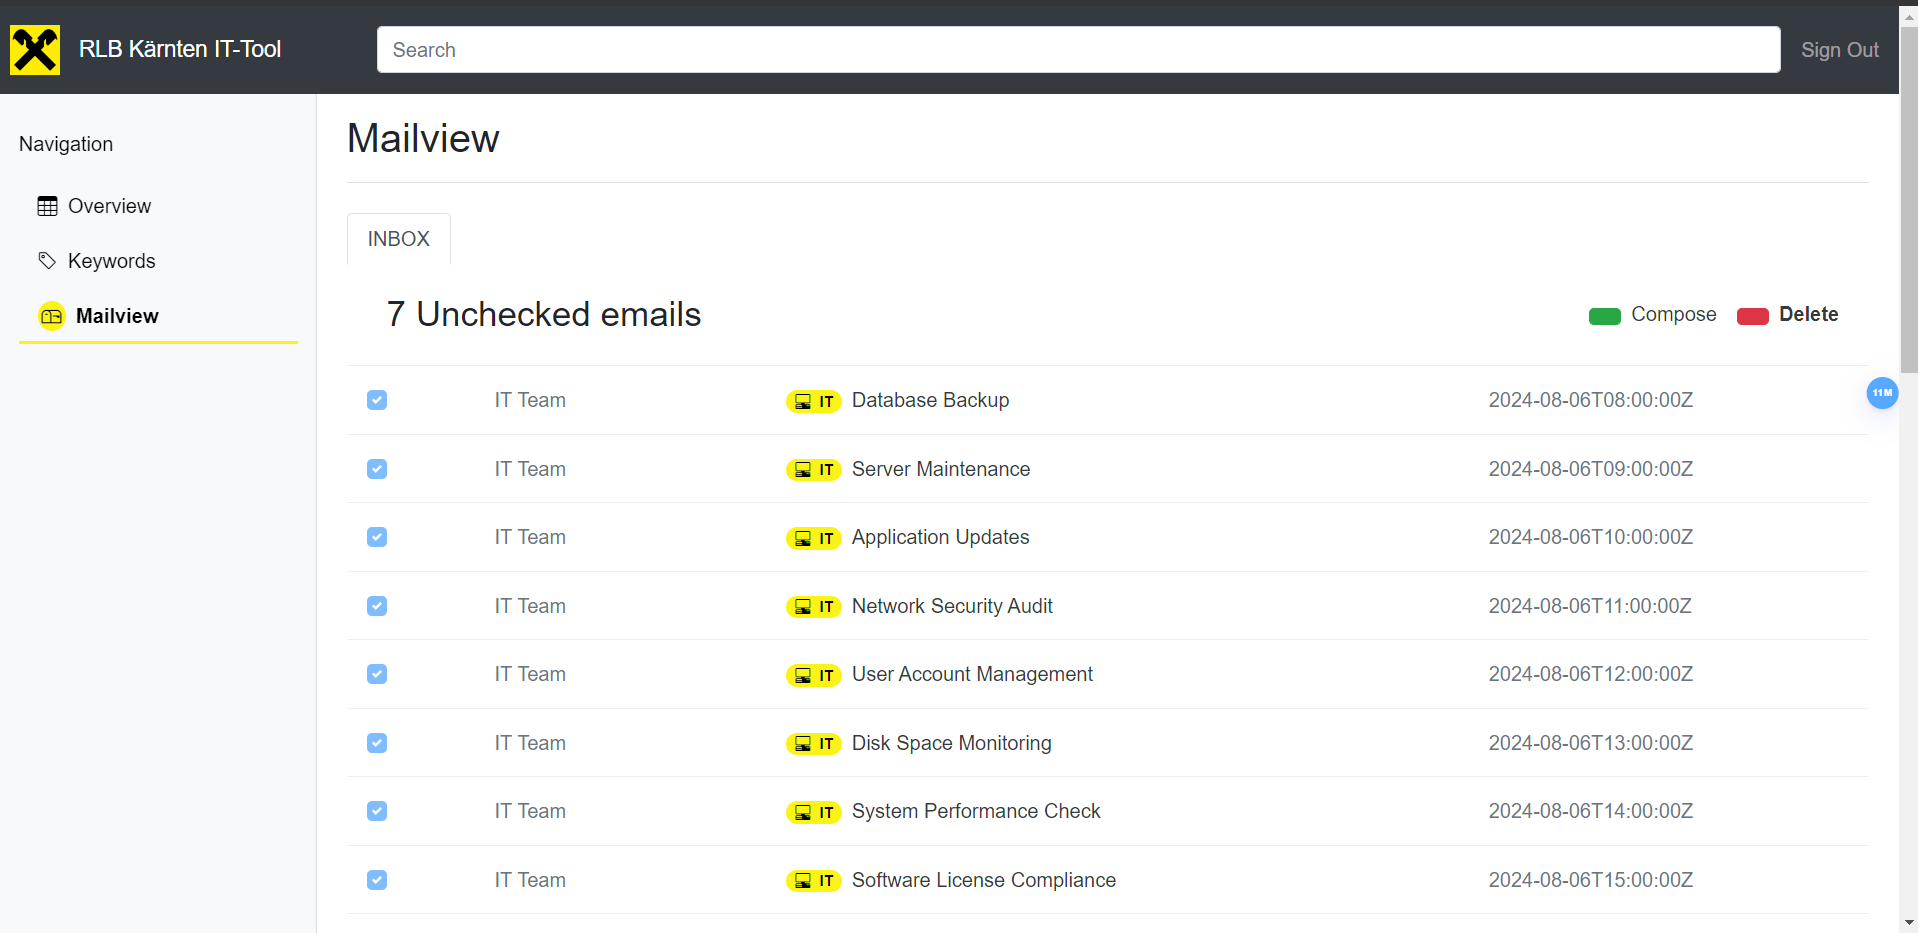 RLB Kärnten IT-Tool
Search
Sign Out
Navigation
Overview
Keywords
Mailview
Mailview
INBOX
7 Unchecked emails
Compose
Delete
IT Team IT Database Backup 2024-08-06T08:00:00Z
11M
IT Team IT Server Maintenance 2024-08-06T09:00:00Z
IT Team IT Application Updates 2024-08-06T10:00:00Z
IT Team IT Network Security Audit 2024-08-06T11:00:00Z
IT Team IT User Account Management 2024-08-06T12:00:00Z
IT Team IT Disk Space Monitoring 2024-08-06T13:00:00Z
IT Team IT System Performance Check 2024-08-06T14:00:00Z
IT Team IT Software License Compliance 2024-08-06T15:00:00Z